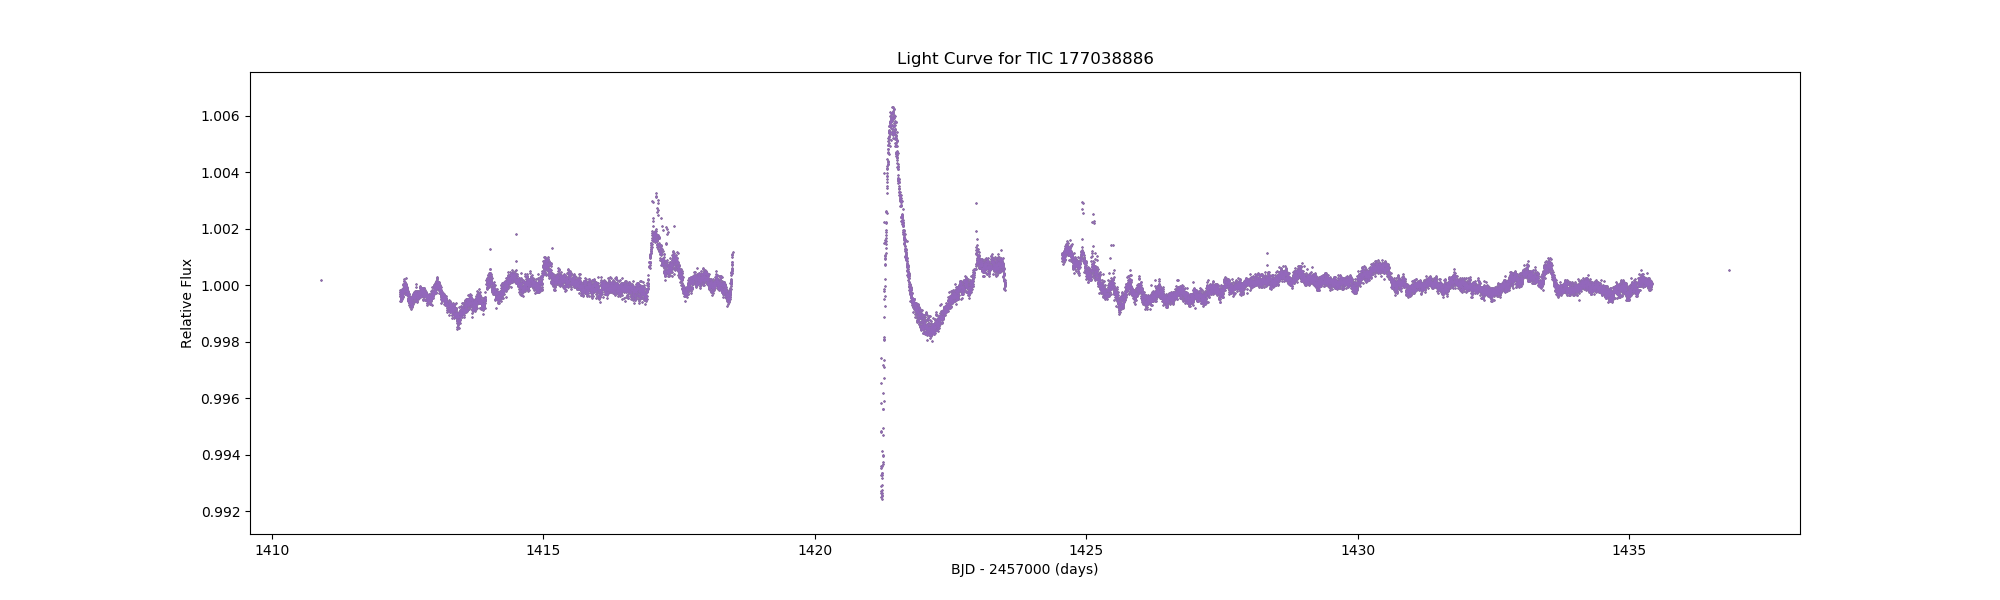 Light Curve for TIC 177038886
Relative Flux
1.006
1.004
1.002
1.000
0.998
0.996
0.994
0.992
1410 1415 1420 1425 1430 1435
BJD - 2457000 (days)